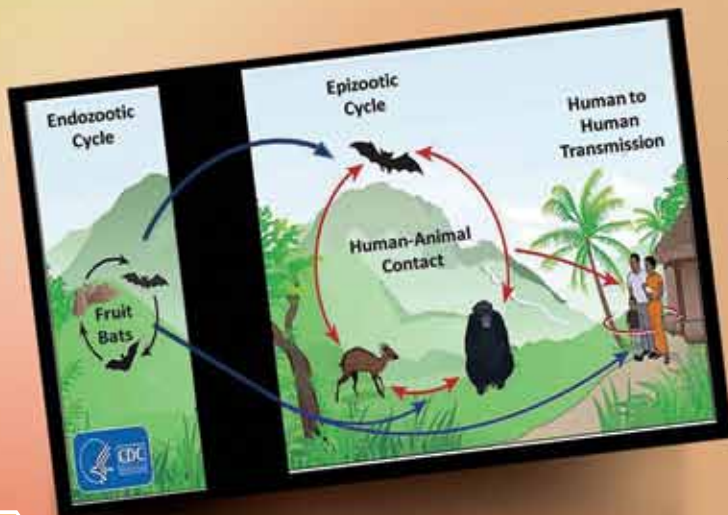 Endozootic
Cycle
Fruit
Bats
CDC
Epizootic
Cycle
Human-Animal
Contact
Human to
Human
Transmission